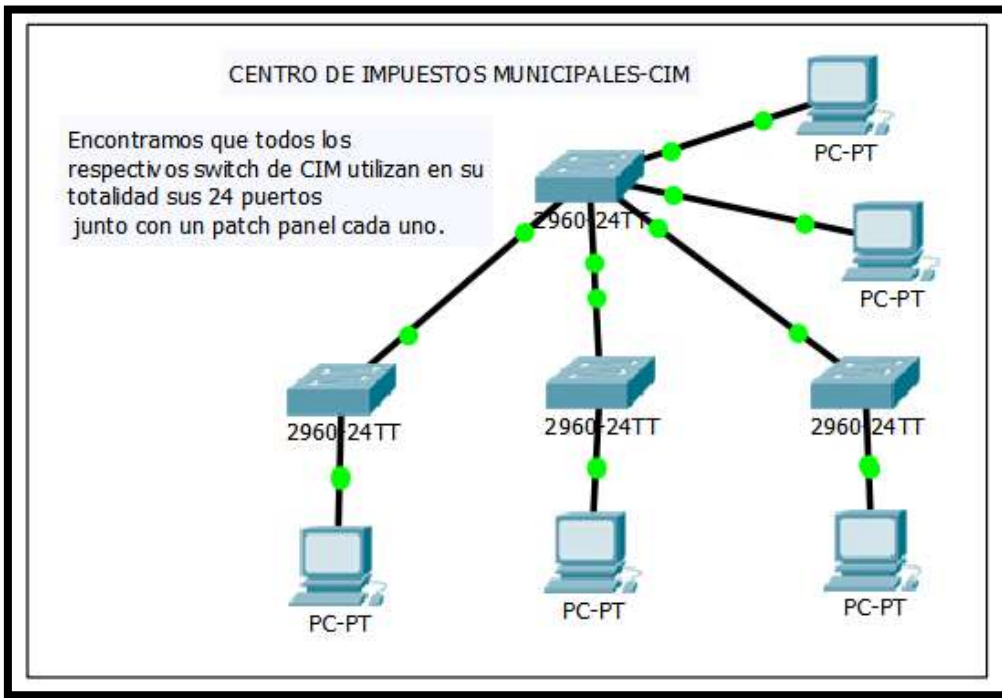 CENTRO DE IMPUESTOS MUNICIPALES-CIM
Encontramos que todos los
respectivos switch de CIM utilizan en su
totalidad sus 24 puertos
junto con un patch panel cada uno.
PC-PT
2960-24TT
PC-PT
2960-24TT
2960-24TT
2960-24TT
PC-PT
PC-PT
PC-PT